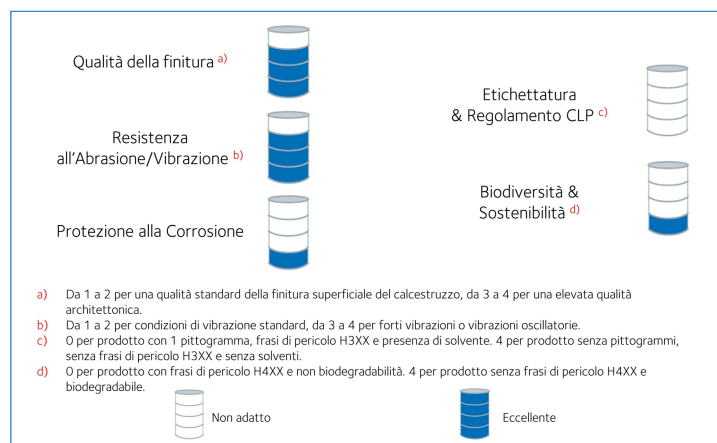 Qualità della finitura a)
Resistenza
all'Abrasione/Vibrazione b)
Protezione alla Corrosione
Etichettatura
& Regolamento CLP c)
Biodiversità &
Sostenibilità d)
a) Da 1 a 2 per una qualità standard della finitura superficiale del calcestruzzo, da 3 a 4 per una elevata qualità
architettonica.
b) Da 1 a 2 per condizioni di vibrazione standard, da 3 a 4 per forti vibrazioni o vibrazioni oscillatorie.
c) 0 per prodotto con 1 pittogramma, frasi di pericolo H3XX e presenza di solvente. 4 per prodotto senza pittogrammi,
senza frasi di pericolo H3XX e senza solventi.
d) 0 per prodotto con frasi di pericolo H4XX e non biodegradabilità. 4 per prodotto senza frasi di pericolo H4XX e
biodegradabile.
Non adatto
Eccellente